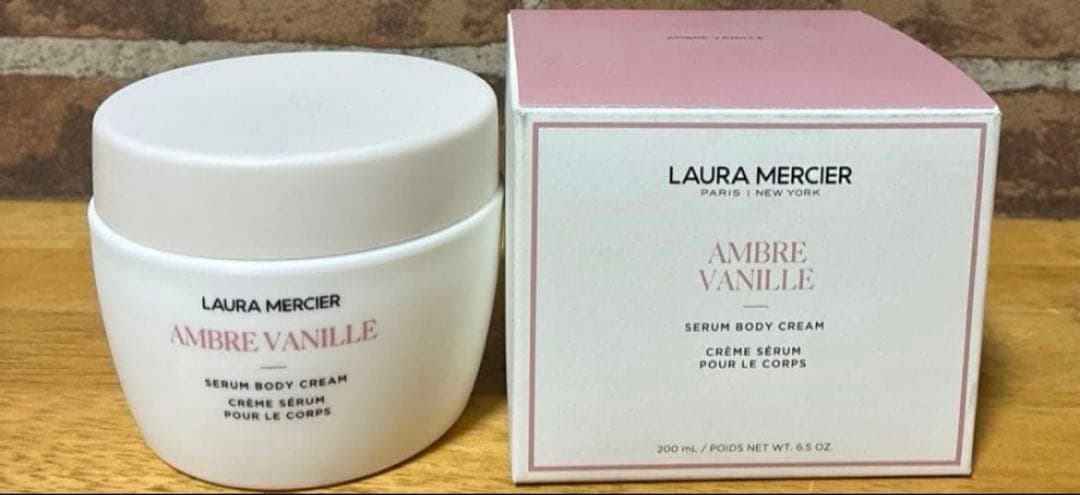 LAURA MERCIER
AMBRE VANILLE
SERUM BODY CREAM
CRÈME SÉRUM
POUR LE CORPS
AMBRE VANILLE
LAURA MERCIER
PARIS | NEW YORK
AMBRE
VANILLE
SERUM BODY CREAM
CRÈME SÉRUM
POUR LE CORPS
200 mL / POIDS NET WT. 6.5 OZ.